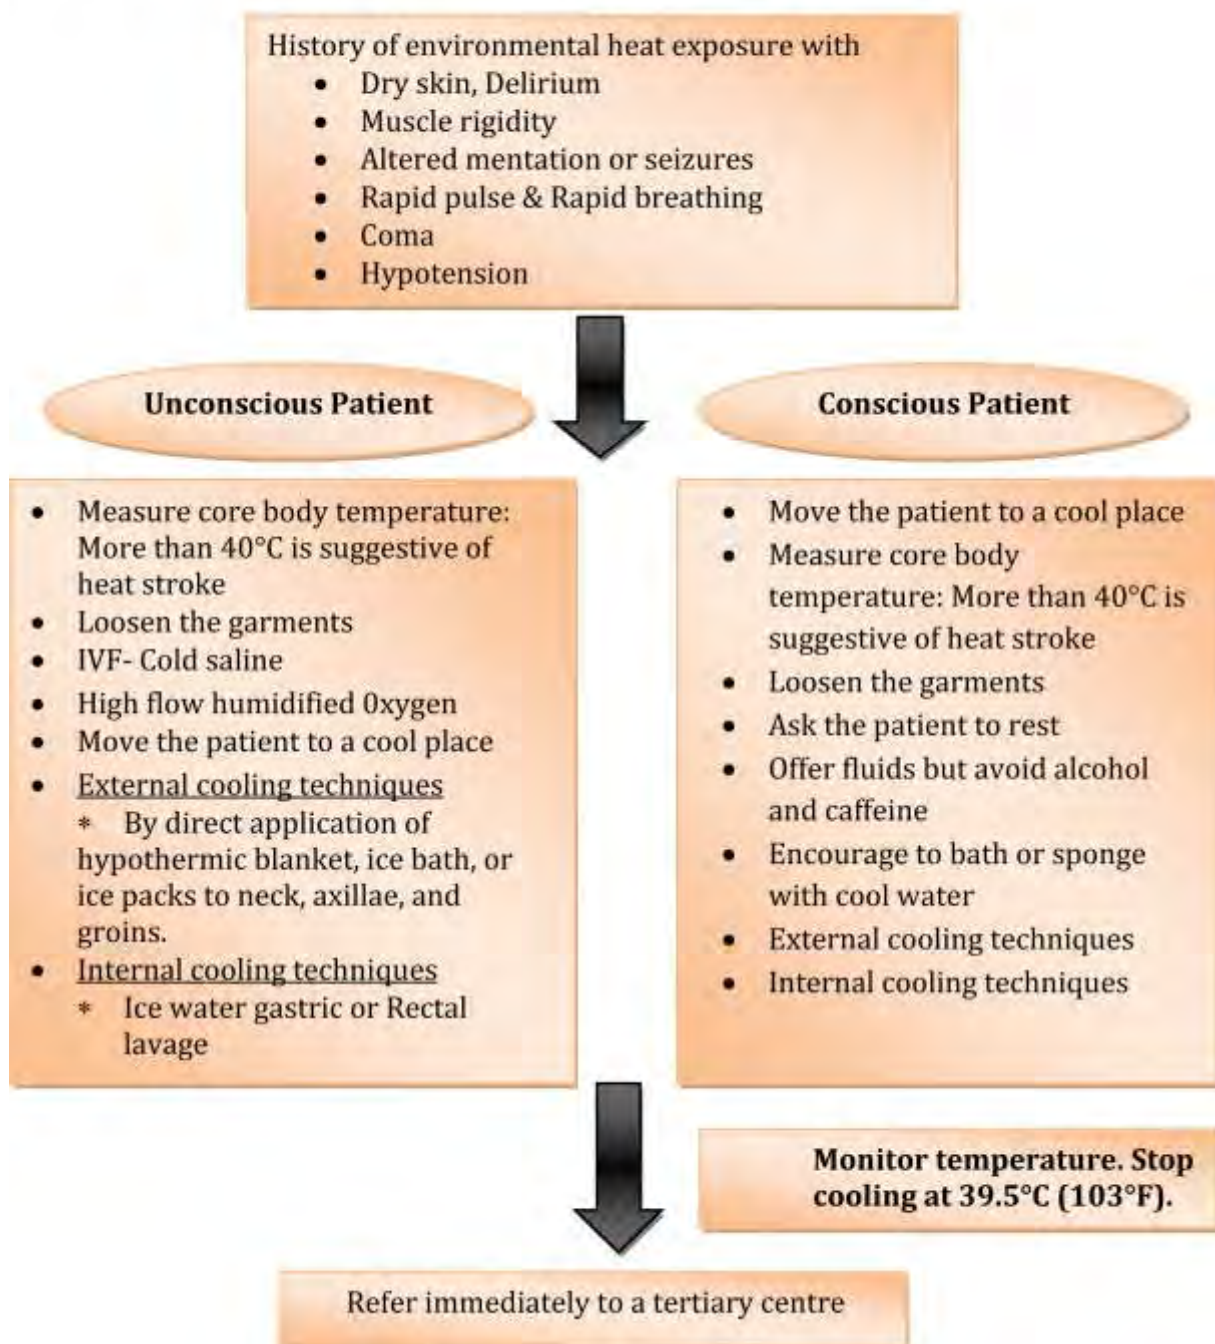 History of environmental heat exposure with
• Dry skin, Delirium
• Muscle rigidity
• Altered mentation or seizures
• Rapid pulse & Rapid breathing
• Coma
• Hypotension
Unconscious Patient
• Measure core body temperature:
More than 40°C is suggestive of
heat stroke
• Loosen the garments
• IVF- Cold saline
• High flow humidified 0xygen
• Move the patient to a cool place
• External cooling techniques
* By direct application of
hypothermic blanket, ice bath, or
ice packs to neck, axillae, and
groins.
• Internal cooling techniques
* Ice water gastric or Rectal
lavage
Conscious Patient
• Move the patient to a cool place
• Measure core body
temperature: More than 40°C is
suggestive of heat stroke
• Loosen the garments
• Ask the patient to rest
• Offer fluids but avoid alcohol
and caffeine
• Encourage to bath or sponge
with cool water
• External cooling techniques
• Internal cooling techniques
Monitor temperature. Stop
cooling at 39.5°C (103°F).
Refer immediately to a tertiary centre